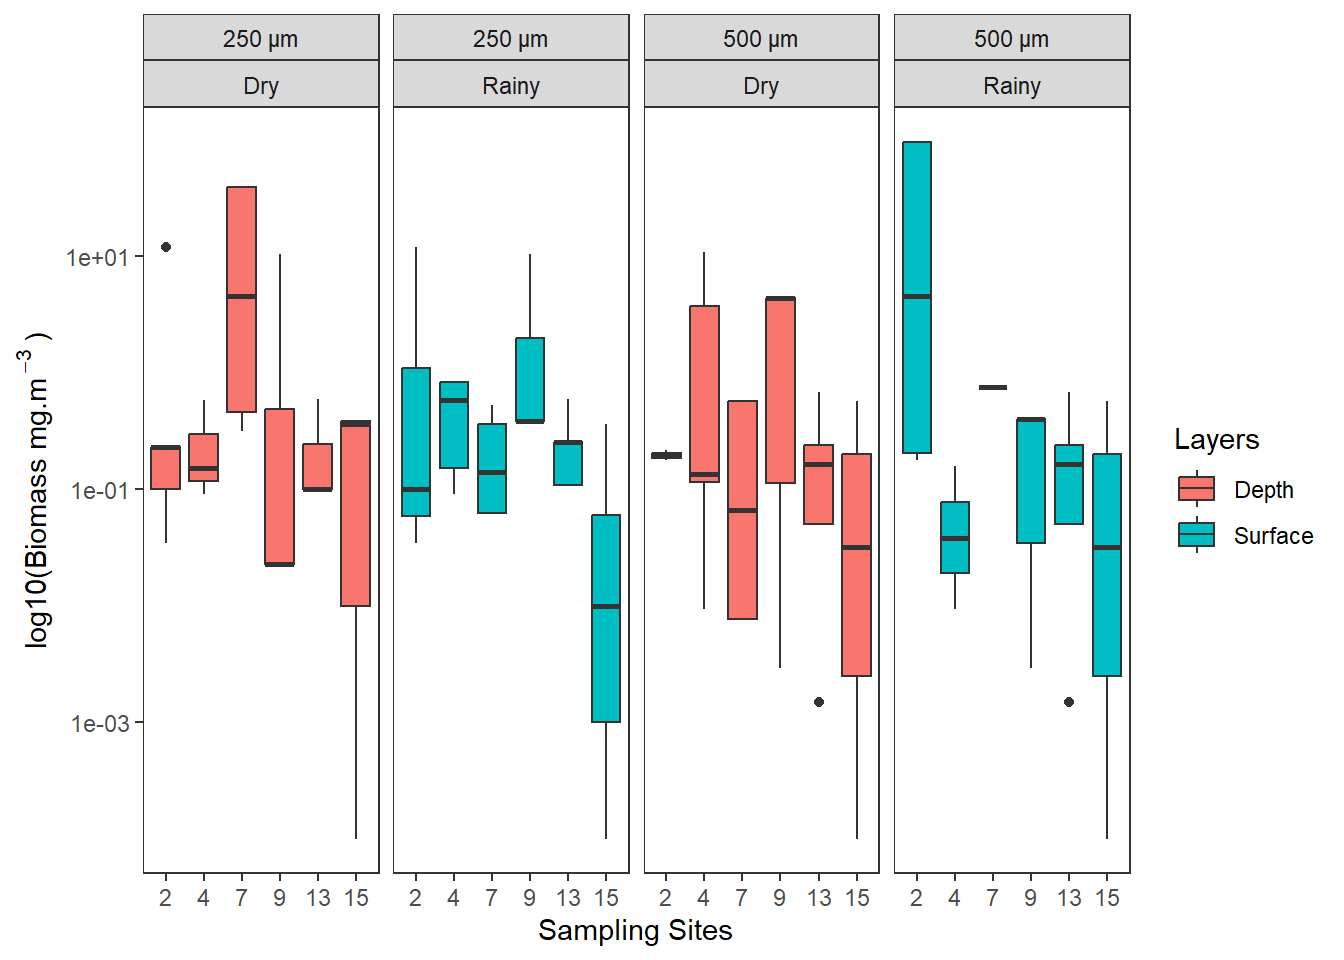 250 µm 250 µm 500 µm 500 µm
Dry Rainy Dry Rainy
1e+01
1e-01
1e-03
log10(Biomass mg.m⁻³)
2 4 7 9 13 15 2 4 7 9 13 15 2 4 7 9 13 15 2 4 7 9 13 15
Sampling Sites
Layers
Depth
Surface